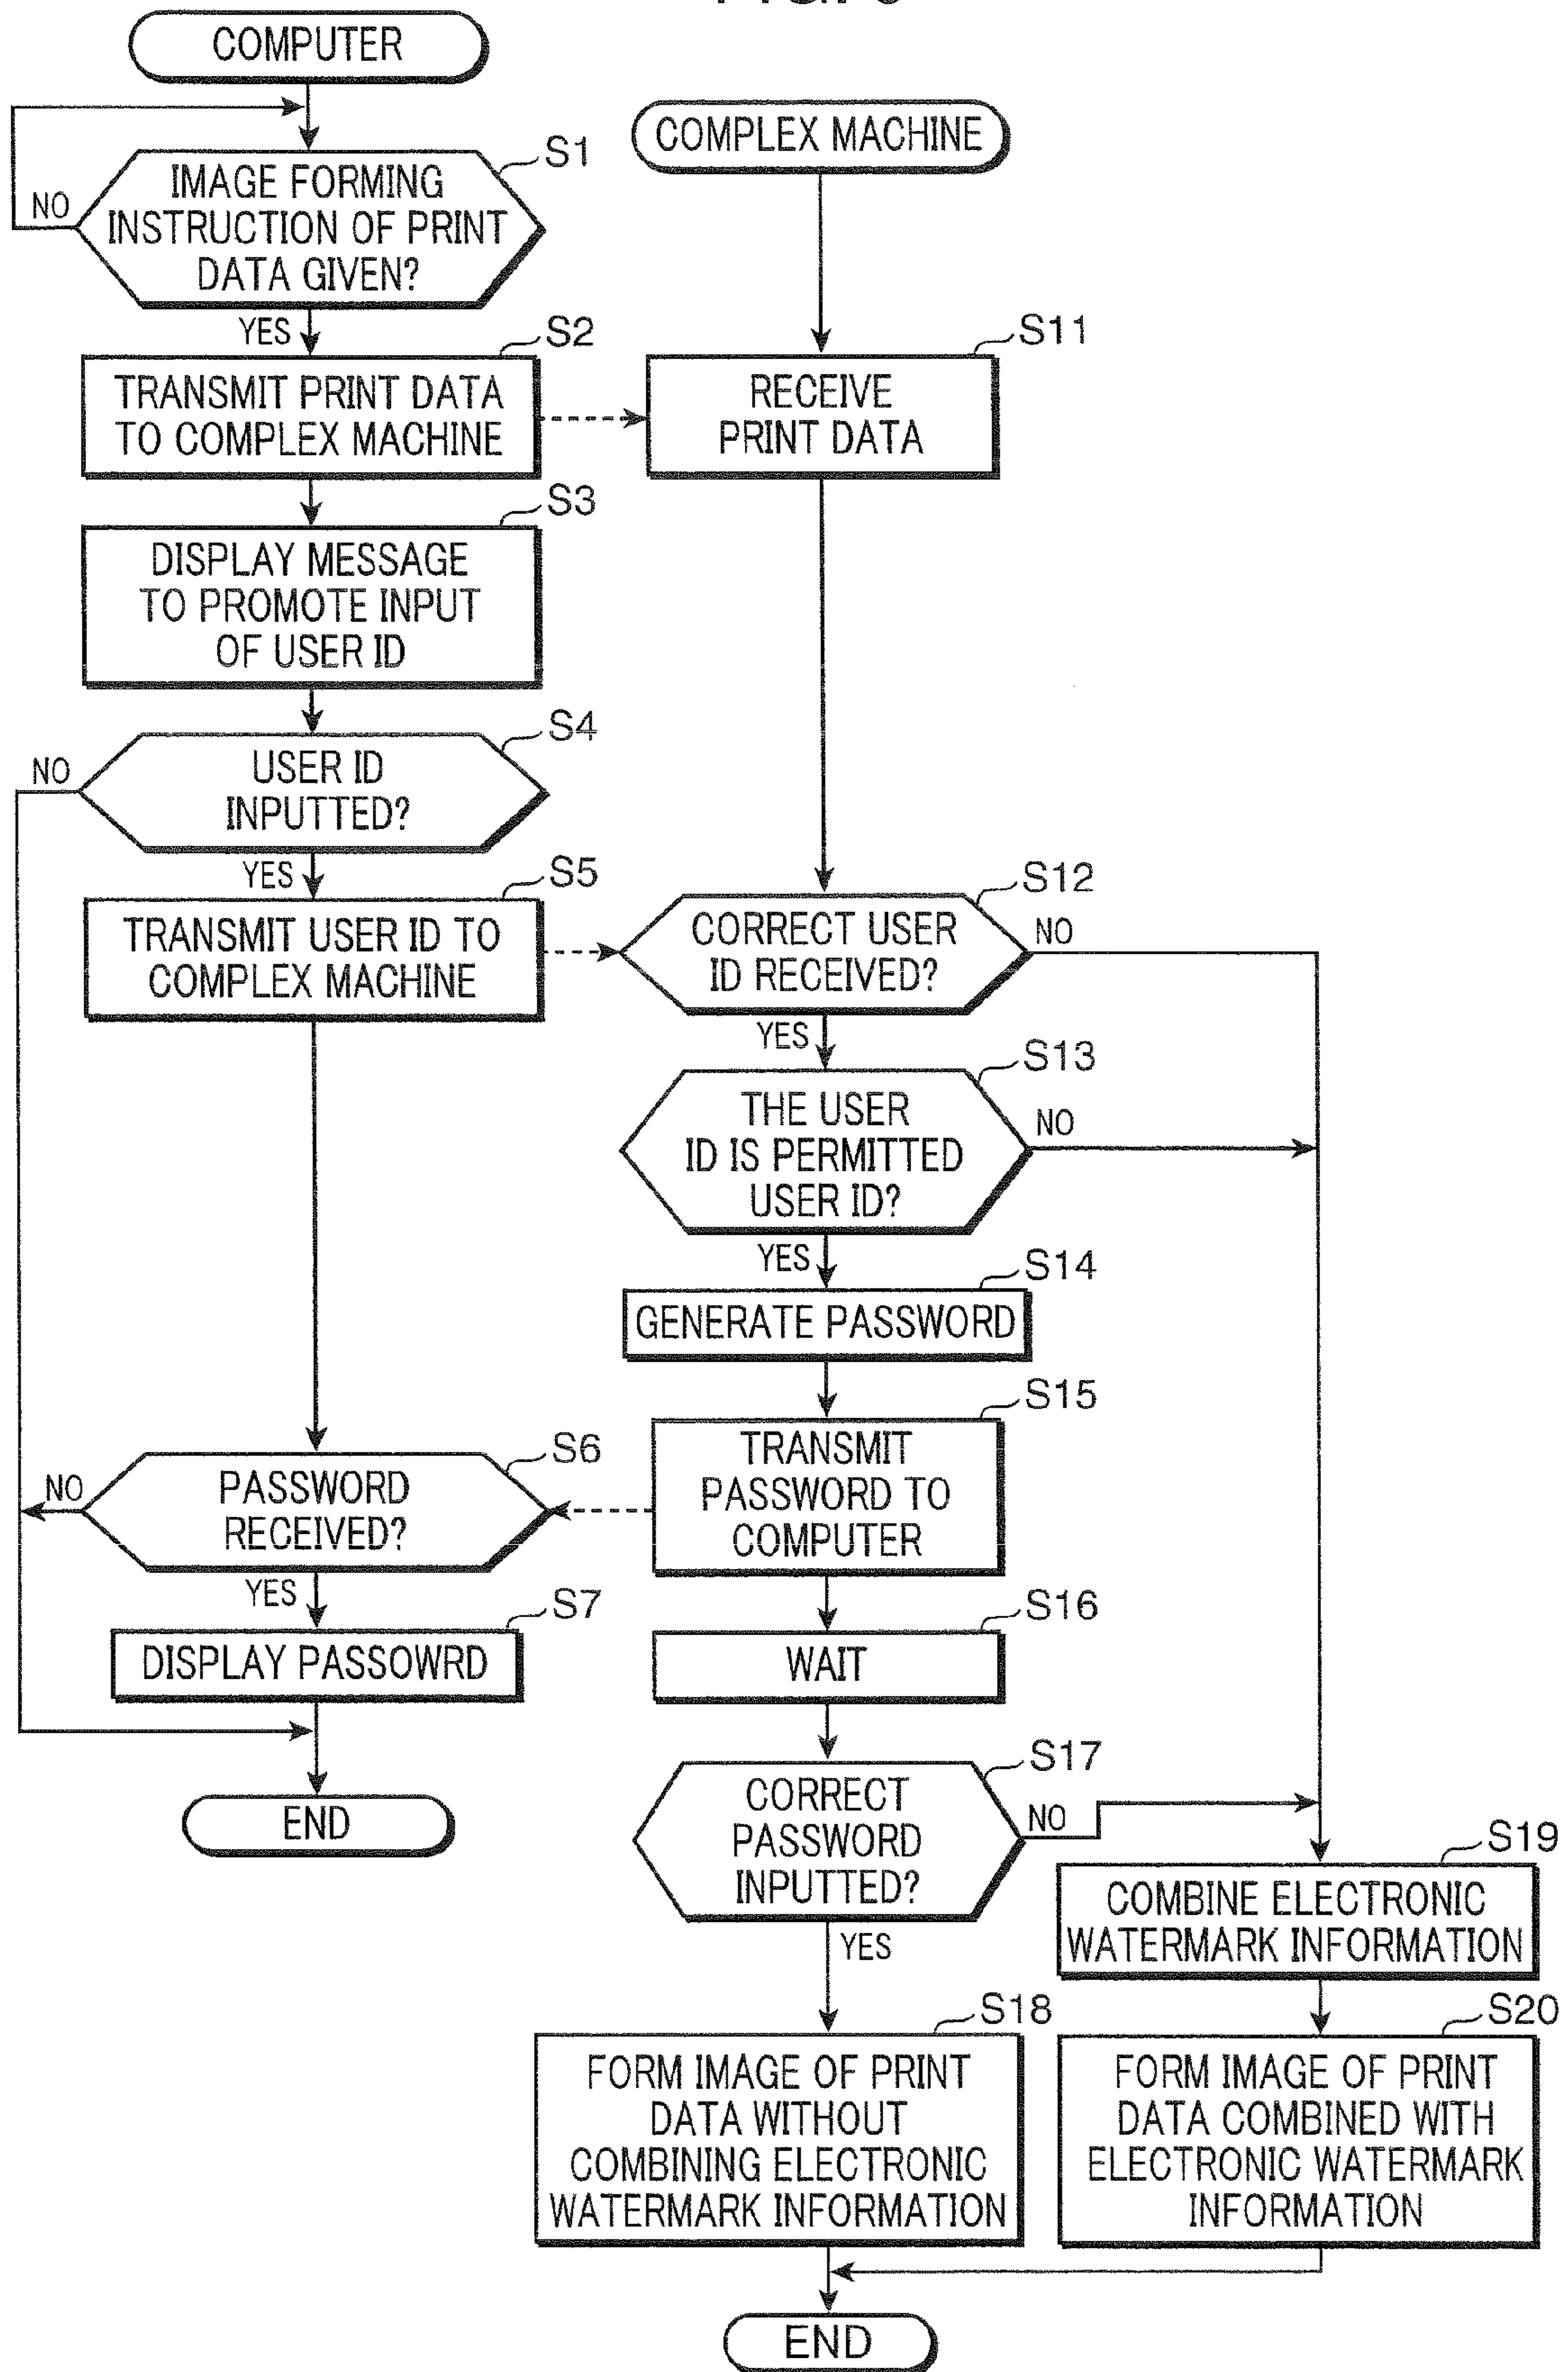 COMPUTER
S1
IMAGE FORMING
INSTRUCTION OF PRINT
DATA GIVEN?
NO
YES
S2
TRANSMIT PRINT DATA
TO COMPLEX MACHINE
S3
DISPLAY MESSAGE
TO PROMOTE INPUT
OF USER ID
S4
USER ID
INPUTTED?
NO
YES
S5
TRANSMIT USER ID TO
COMPLEX MACHINE
S6
PASSWORD
RECEIVED?
NO
YES
S7
DISPLAY PASSOWRD
END
COMPLEX MACHINE
S11
RECEIVE
PRINT DATA
S12
CORRECT USER
ID RECEIVED?
NO
YES
S13
THE USER
ID IS PERMITTED
USER ID?
NO
YES
S14
GENERATE PASSWORD
S15
TRANSMIT
PASSWORD TO
COMPUTER
S16
WAIT
S17
CORRECT
PASSWORD
INPUTTED?
NO
YES
S18
FORM IMAGE OF PRINT
DATA WITHOUT
COMBINING ELECTRONIC
WATERMARK INFORMATION
S19
COMBINE ELECTRONIC
WATERMARK INFORMATION
S20
FORM IMAGE OF PRINT
DATA COMBINED WITH
ELECTRONIC WATERMARK
INFORMATION
END